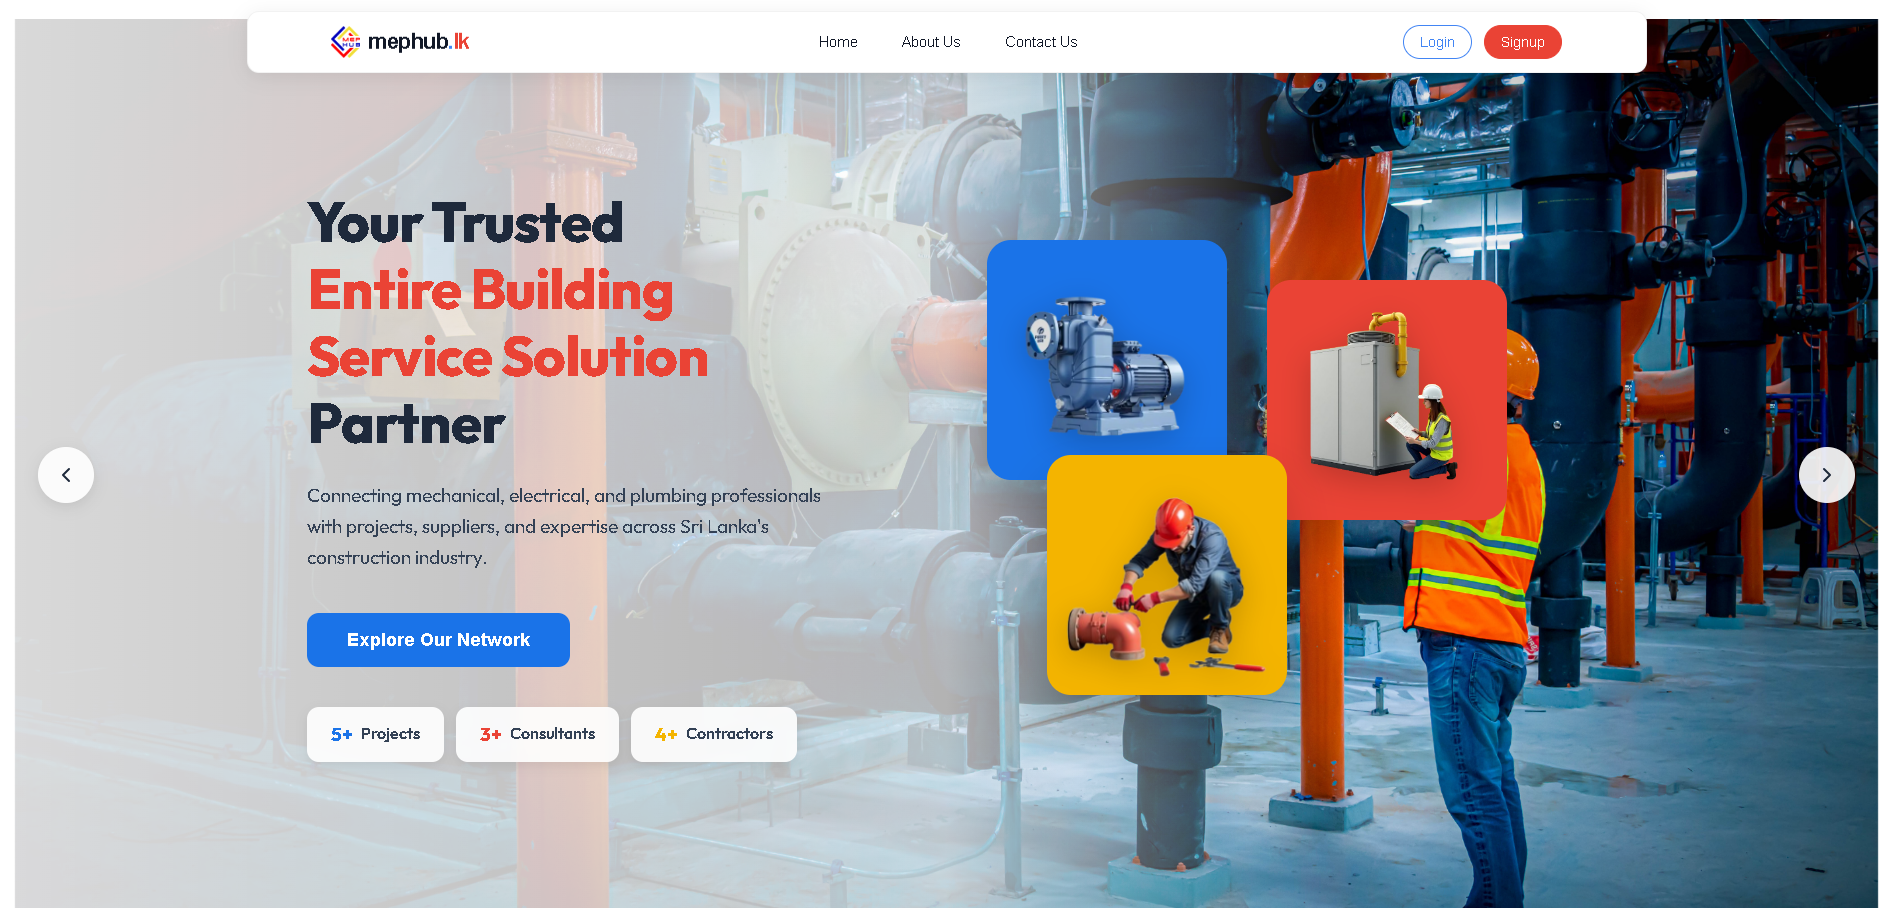 MEP
HUB
mephub.lk
Home
About Us
Contact Us
Login
Signup
Your Trusted
Entire Building
Service Solution
Partner
Connecting mechanical, electrical, and plumbing professionals
with projects, suppliers, and expertise across Sri Lanka's
construction industry.
Explore Our Network
5+ Projects
3+ Consultants
4+ Contractors